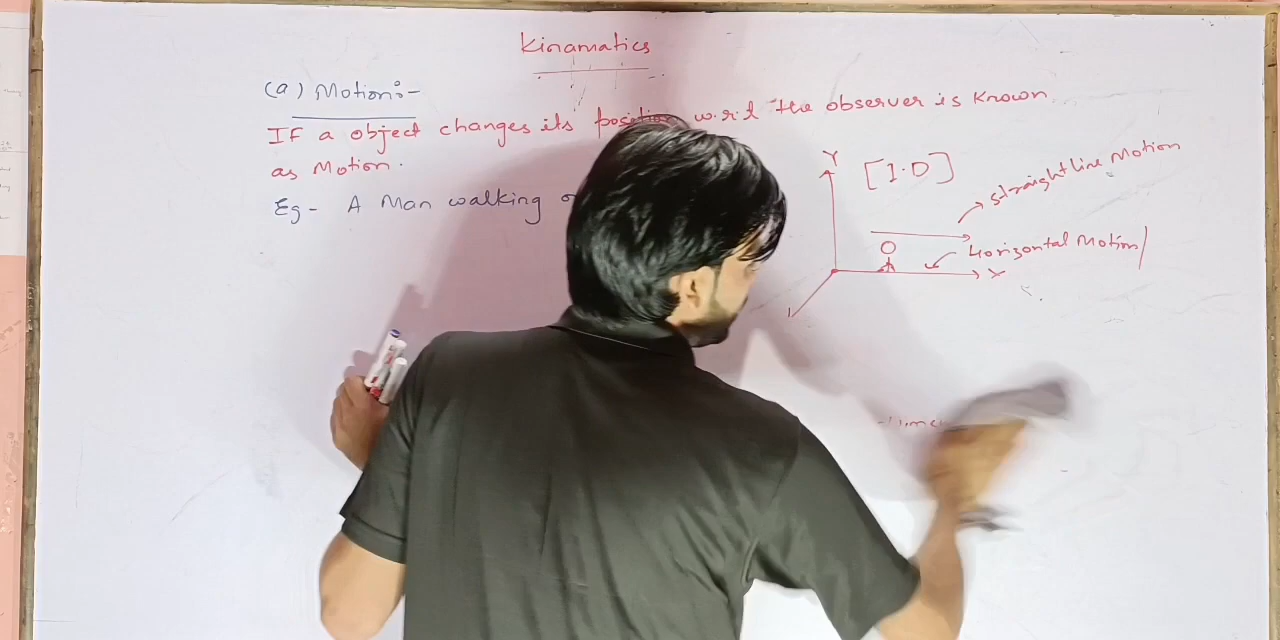 Kinamatics
(a) Motion:-
IF a object changes its position w.r.t the observer is known
as Motion.
Eg- A Man walking
Y
[1.D]
straight line Motion
Horizontal Motion/
X